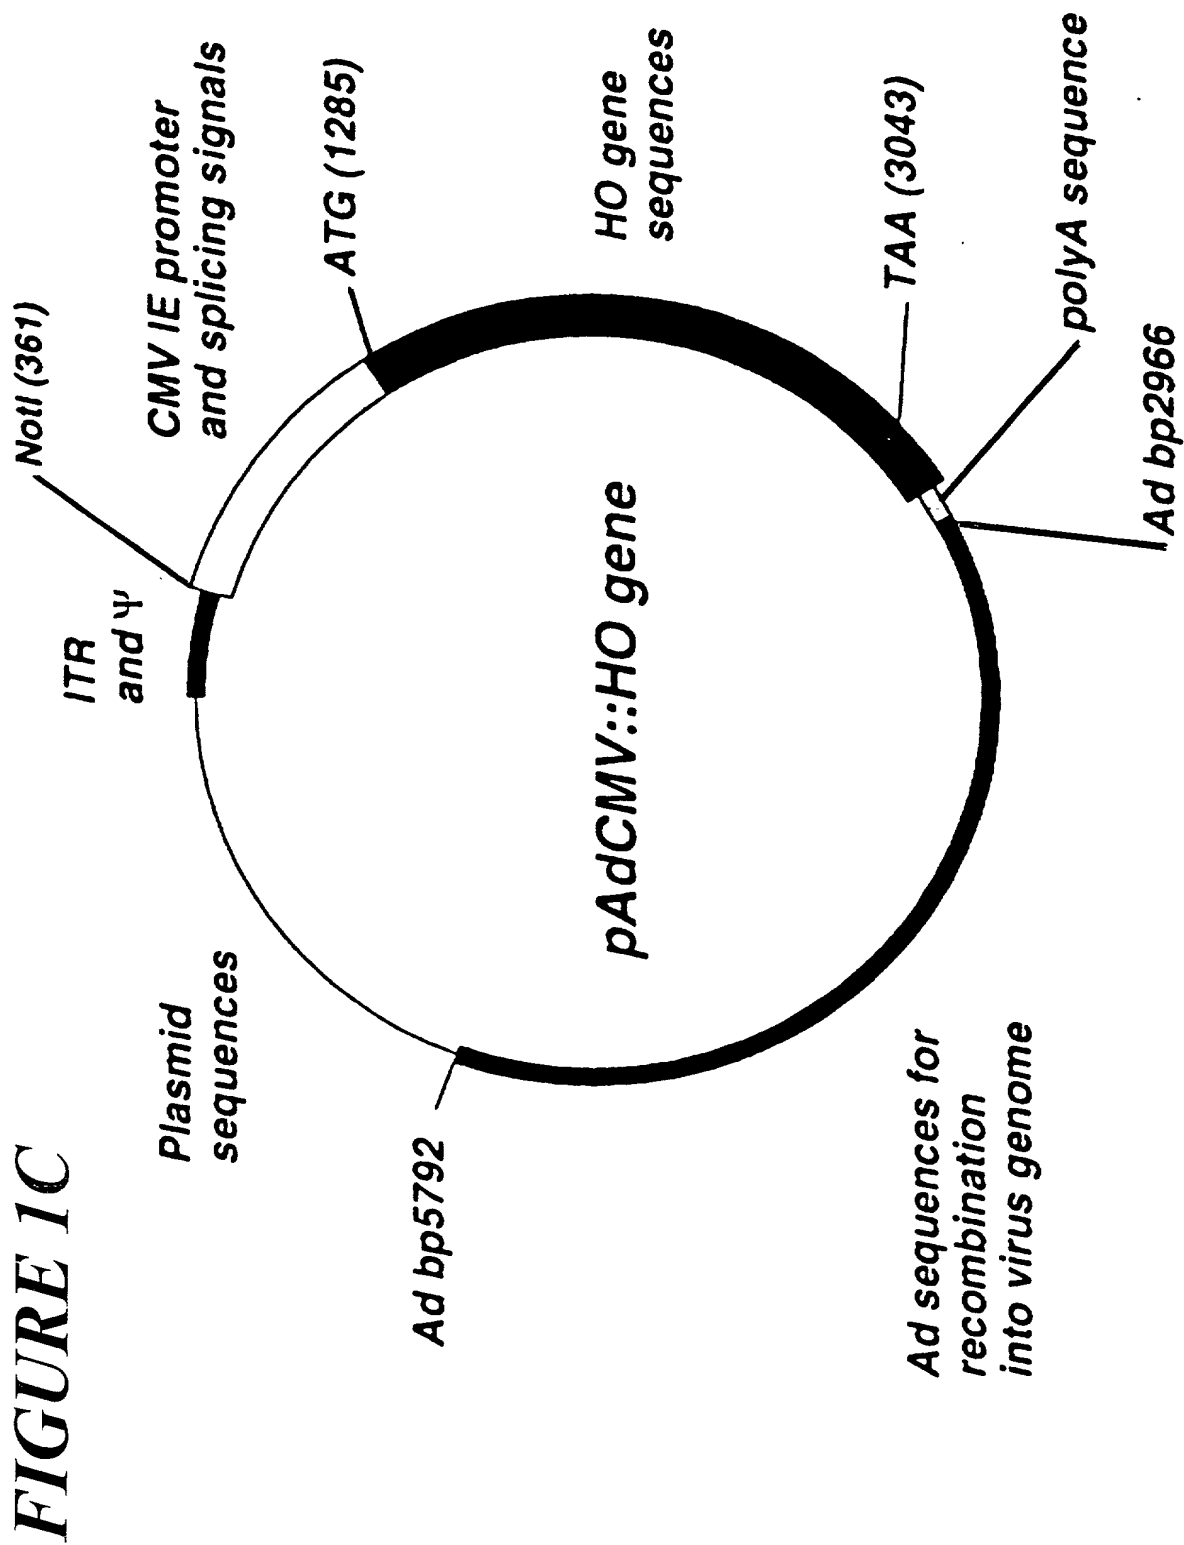 FIGURE 1C
Plasmid
sequences
ITR
and Ψ
NotI (361)
CMV IE promoter
and splicing signals
ATG (1285)
Ad bp5792
pAdCMV::HO gene
HO gene
sequences
TAA (3043)
polyA sequence
Ad bp2966
Ad sequences for
recombination
into virus genome